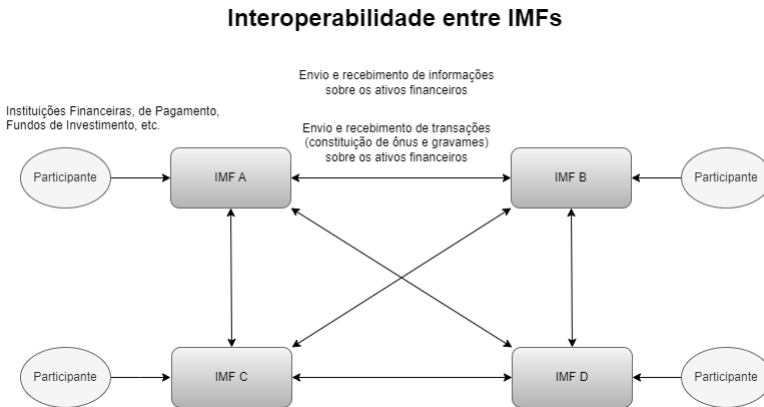 Interoperabilidade entre IMFs
Envio e recebimento de informações
sobre os ativos financeiros
Instituições Financeiras, de Pagamento,
Fundos de Investimento, etc.
Envio e recebimento de transações
(constituição de ônus e gravames)
sobre os ativos financeiros
Participante
IMF A
IMF B
Participante
Participante
IMF C
IMF D
Participante